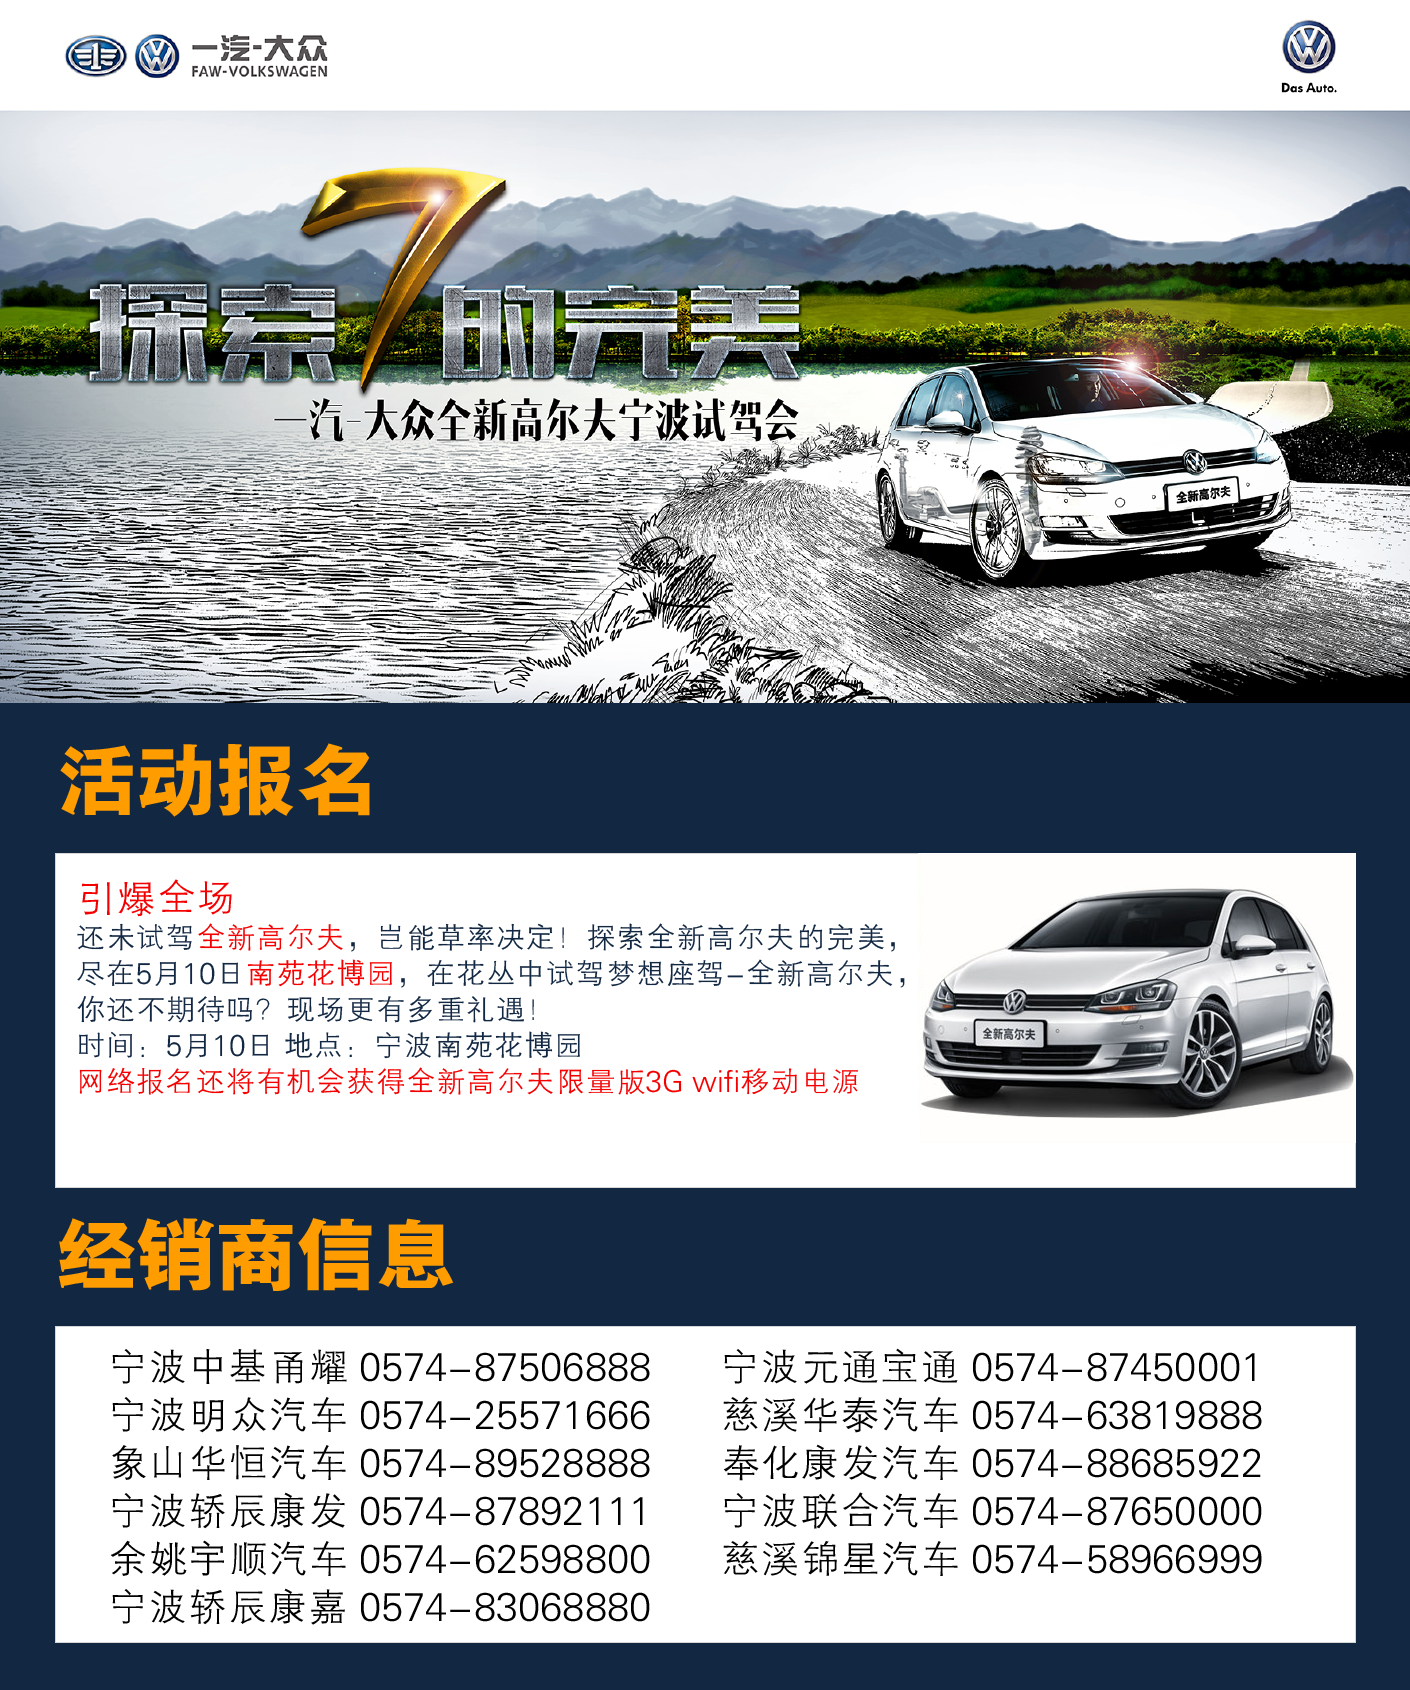 一汽-大众
FAW-VOLKSWAGEN
Das Auto.
探索7的完美
一汽-大众全新高尔夫宁波试驾会
全新高尔夫
活动报名
引爆全场
还未试驾全新高尔夫，岂能草率决定！探索全新高尔夫的完美，
尽在5月10日南苑花博园，在花丛中试驾梦想座驾-全新高尔夫，
你还不期待吗？现场更有多重礼遇！
时间：5月10日 地点：宁波南苑花博园
网络报名还将有机会获得全新高尔夫限量版3G wifi移动电源
全新高尔夫
经销商信息
宁波中基甬耀 0574-87506888
宁波明众汽车 0574-25571666
象山华恒汽车 0574-89528888
宁波轿辰康发 0574-87892111
余姚宇顺汽车 0574-62598800
宁波轿辰康嘉 0574-83068880
宁波元通宝通 0574-87450001
慈溪华泰汽车 0574-63819888
奉化康发汽车 0574-88685922
宁波联合汽车 0574-87650000
慈溪锦星汽车 0574-58966999